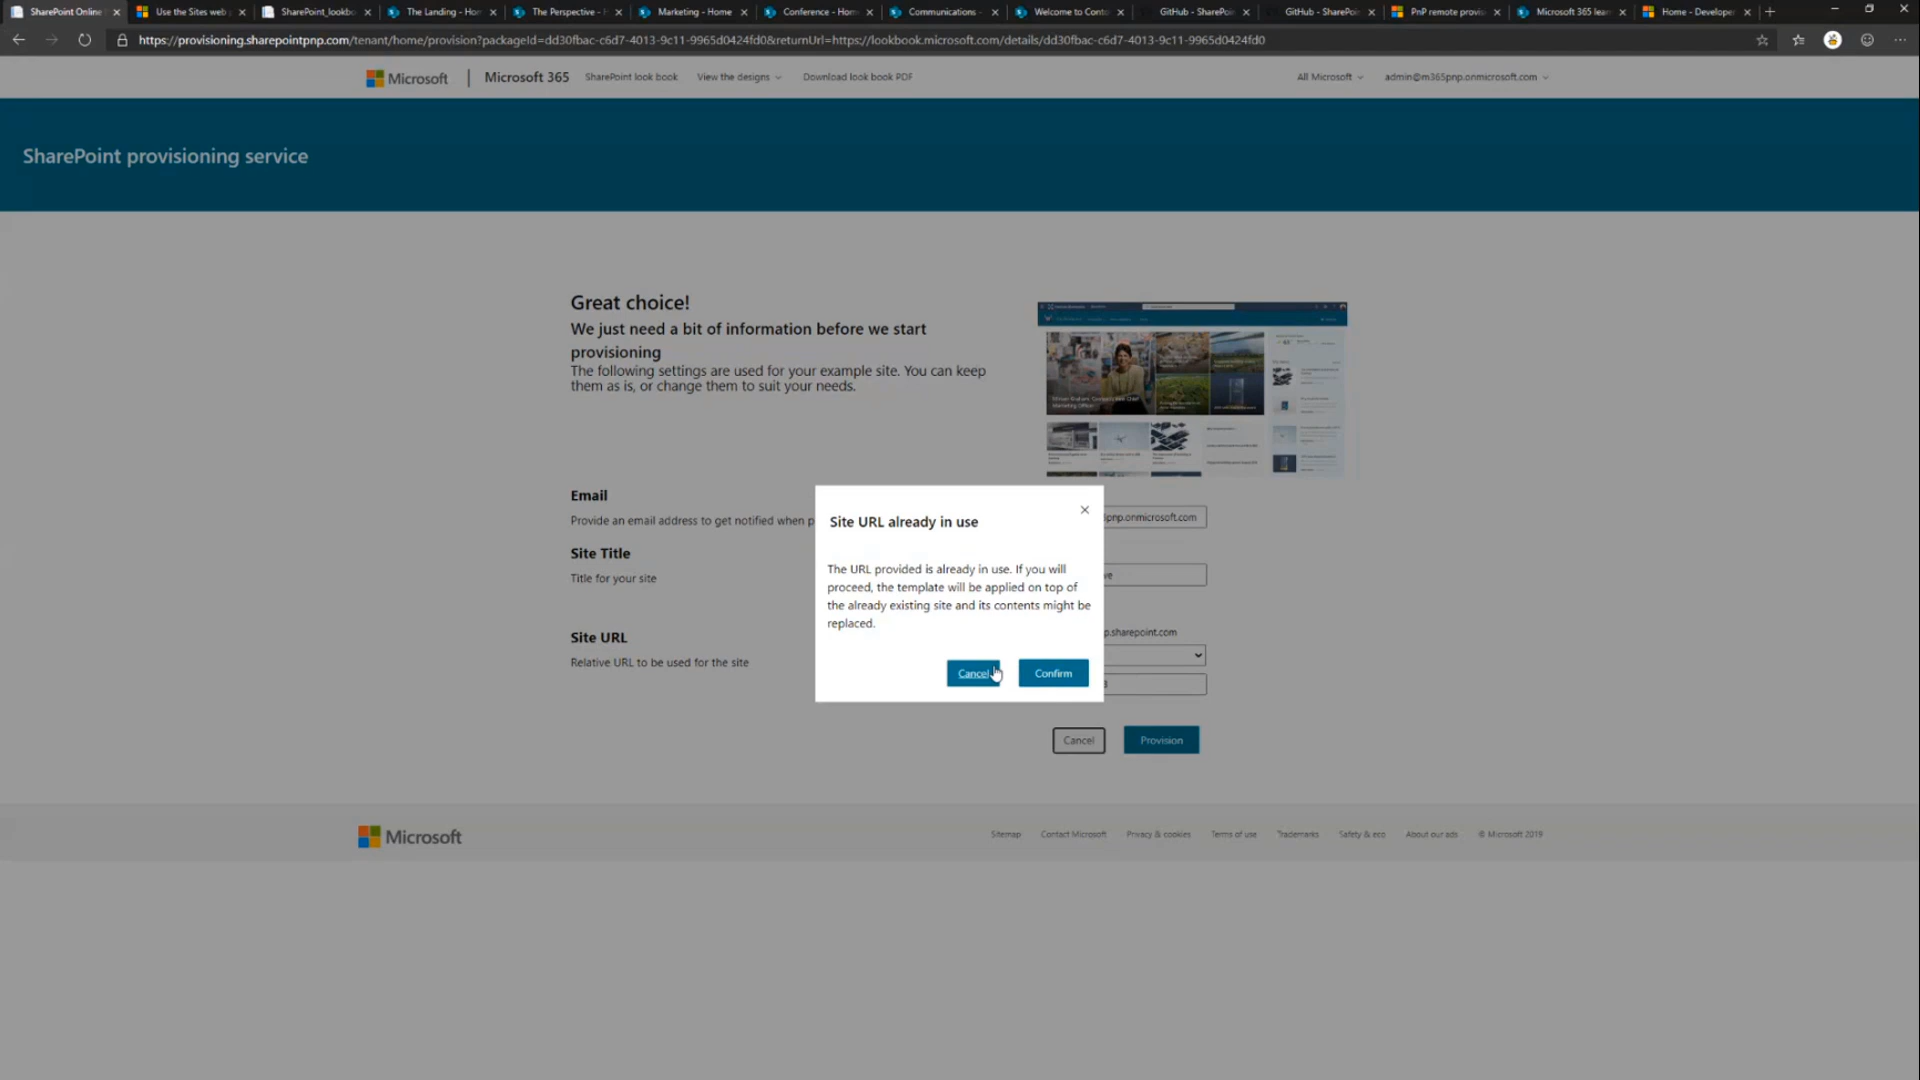 SharePoint Online
Use the Sites web
SharePoint_lookbo
The Landing - Hom
The Perspective - H
Marketing - Home
Conference - Home
Communications -
Welcome to Conto
GitHub - SharePoi
GitHub - SharePoi
PnP remote provis
Microsoft 365 lear
Home - Developer
https://provisioning.sharepointpnp.com/tenant/home/provision?packageId=dd30fbac-c6d7-4013-9c11-9965d0424fd0&returnUrl=https://lookbook.microsoft.com/details/dd30fbac-c6d7-4013-9c11-9965d0424fd0
Microsoft
Microsoft 365
SharePoint look book
View the designs
Download look book PDF
All Microsoft
admin@m365pnp.onmicrosoft.com
SharePoint provisioning service
Great choice!
We just need a bit of information before we start
provisioning
The following settings are used for your example site. You can keep
them as is, or change them to suit your needs.
Email
Provide an email address to get notified when p
pnp.onmicrosoft.com
Site Title
Title for your site
ve
Site URL
Relative URL to be used for the site
p.sharepoint.com
Site URL already in use
The URL provided is already in use. If you will
proceed, the template will be applied on top of
the already existing site and its contents might be
replaced.
Cancel
Confirm
Cancel
Provision
Microsoft
Sitemap
Contact Microsoft
Privacy & cookies
Terms of use
Trademarks
Safety & eco
About our ads
© Microsoft 2019